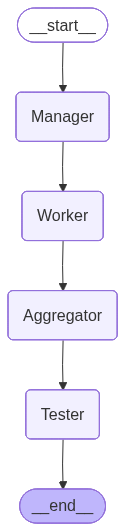 __start__
Manager
Worker
Aggregator
Tester
__end__